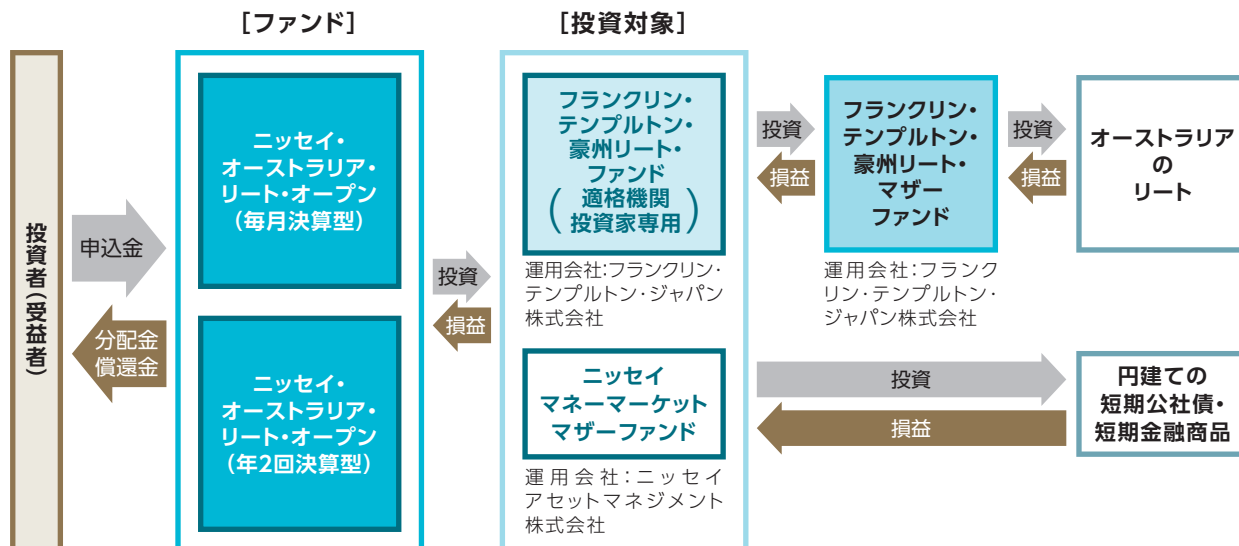 [ファンド]
[投資対象]
投資者(受益者)
申込金
分配金
償還金
ニッセイ・
オーストラリア・
リート・オープン
(毎月決算型)
ニッセイ・
オーストラリア・
リート・オープン
(年2回決算型)
投資
損益
フランクリン・
テンプルトン・
豪州リート・
ファンド
(適格機関
投資家専用)
運用会社:フランクリン・
テンプルトン・ジャパン
株式会社
ニッセイ
マネーマーケット
マザーファンド
運用会社:ニッセイ
アセットマネジメント
株式会社
投資
損益
フランクリン・
テンプルトン・
豪州リート・
マザー
ファンド
運用会社:フランク
リン・テンプルトン・
ジャパン株式会社
投資
損益
オーストラリア
の
リート
投資
損益
円建ての
短期公社債・
短期金融商品